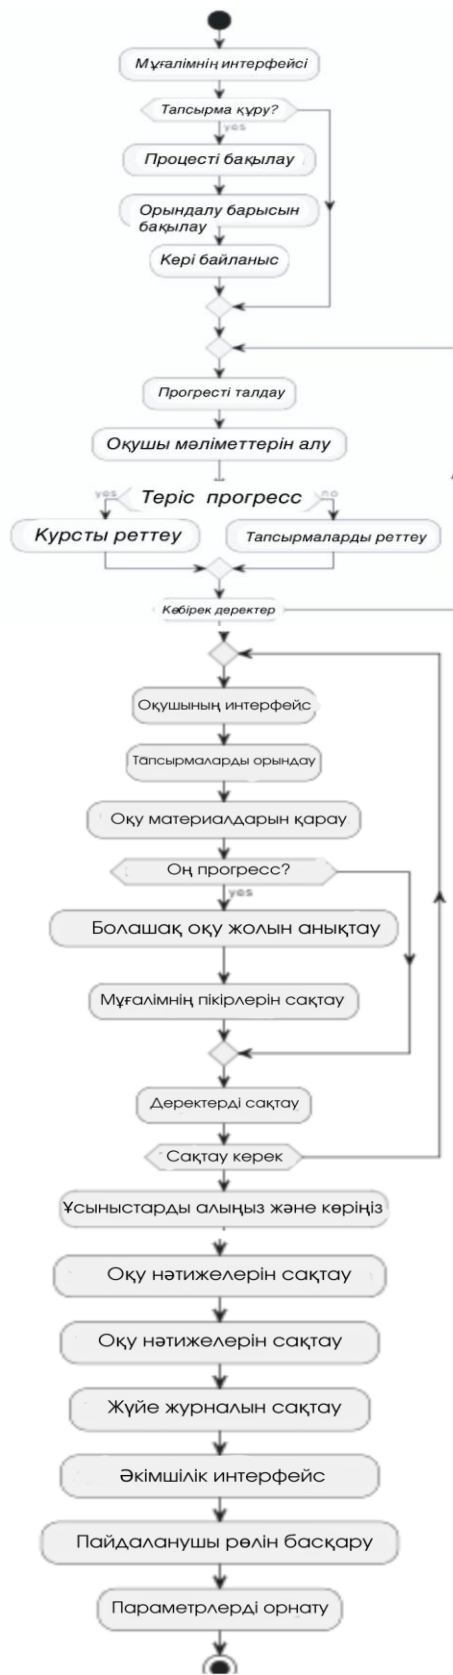 Мұғалімнің интерфейсі
Тапсырма құру?
yes
Процесті бақылау
Орындалу барысын
бақылау
Кері байланыс
Прогресті талдау
Оқушы мәліметтерін алу
yes
Теріс прогресс
no
Курсты реттеу
Тапсырмаларды реттеу
Көбірек деректер
Оқушының интерфейс
Тапсырмаларды орындау
Оқу материалдарын қарау
Оң прогресс?
yes
Болашақ оқу жолын анықтау
Мұғалімнің пікірлерін сақтау
Деректерді сақтау
Сақтау керек
Ұсыныстарды алыңыз және көріңіз
Оқу нәтижелерін сақтау
Оқу нәтижелерін сақтау
Жүйе журналын сақтау
Әкімшілік интерфейс
Пайдаланушы рөлін басқару
Параметрлерді орнату